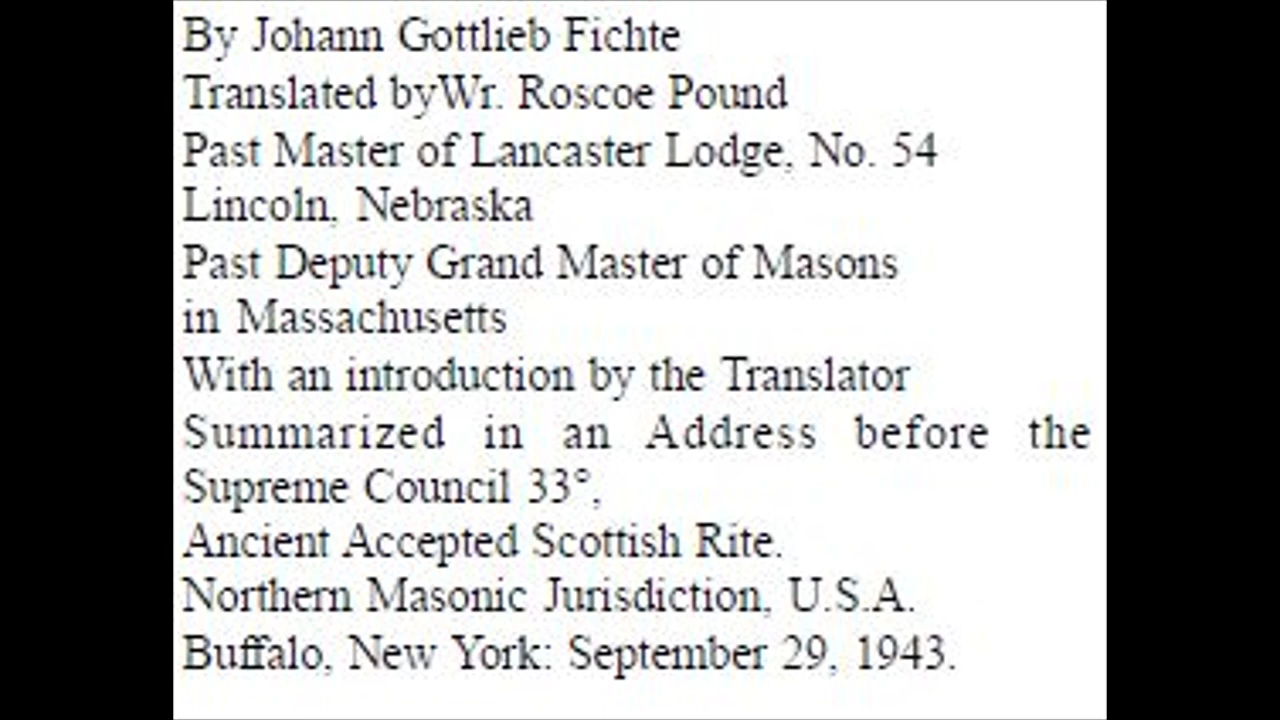 By Johann Gottlieb Fichte
Translated byWr. Roscoe Pound
Past Master of Lancaster Lodge, No. 54
Lincoln, Nebraska
Past Deputy Grand Master of Masons
in Massachusetts
With an introduction by the Translator
Summarized in an Address before the
Supreme Council 33°,
Ancient Accepted Scottish Rite.
Northern Masonic Jurisdiction, U.S.A.
Buffalo, New York: September 29, 1943.